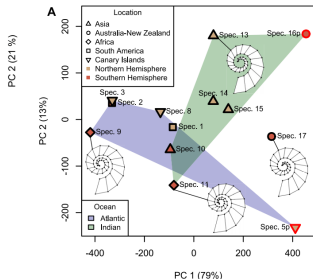 A
Location
Asia
Australia-New Zealand
Africa
South America
Canary Islands
Northern Hemisphere
Southern Hemisphere
Spec. 13
Spec. 16p
Spec. 3
Spec. 2
Spec. 8
Spec. 14
Spec. 15
Spec. 9
Spec. 1
Spec. 10
Spec. 17
Spec. 11
Spec. 5p
Ocean
Atlantic
Indian
PC 2 (21 %)
PC 2 (13%)
200
100
0
-100
-200
-400
-200
0
200
400
PC 1 (79%)